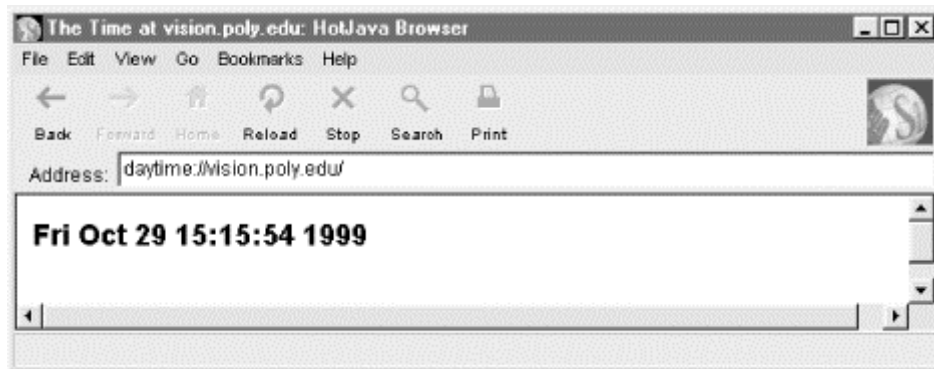 The Time at vision.poly.edu: HotJava Browser
File Edit View Go Bookmarks Help
Back Forward Home Reload Stop Search Print
Address: daytime://vision.poly.edu/
Fri Oct 29 15:15:54 1999